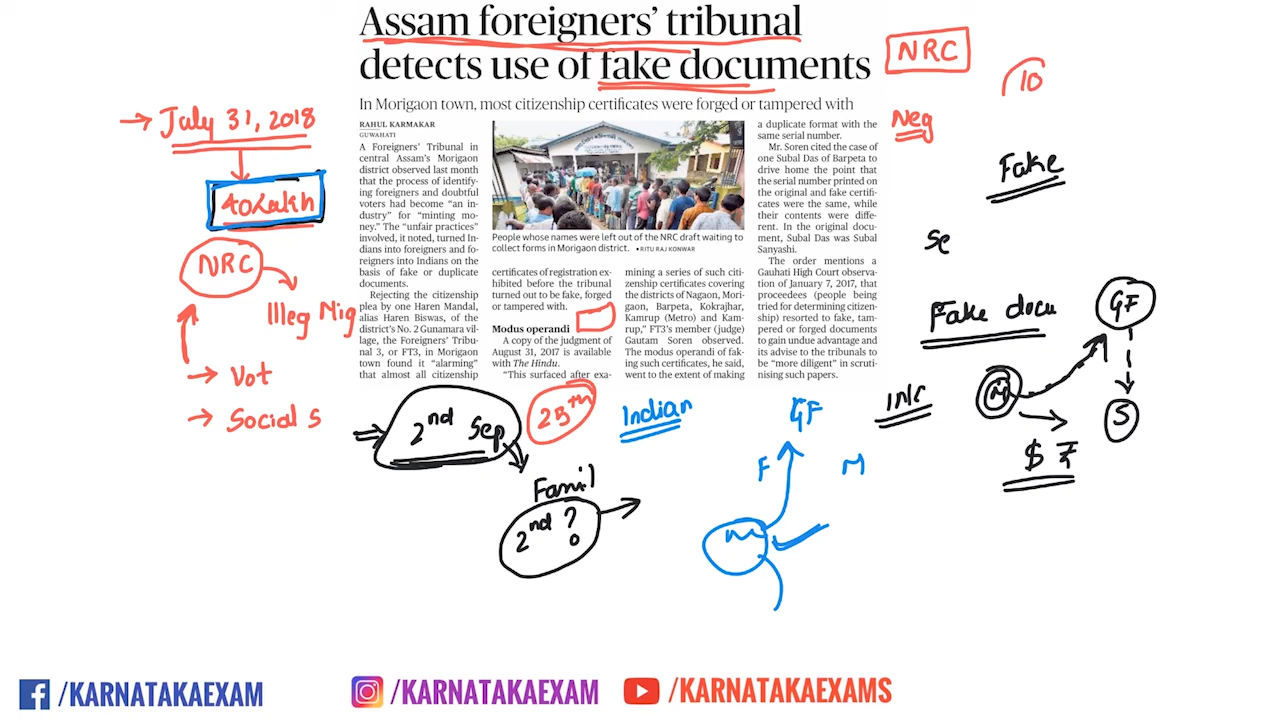 Assam foreigners' tribunal
detects use of fake documents
In Morigaon town, most citizenship certificates were forged or tampered with
RAHUL KARMAKAR
GUWAHATI
A Foreigners' Tribunal in
central Assam's Morigaon
district observed last month
that the process of identify-
ing foreigners and doubtful
voters had become "an in-
dustry" for "minting mo-
ney." The "unfair practices"
involved, it noted, turned In-
dians into foreigners and fo-
reigners into Indians on the
basis of fake or duplicate
documents.
Rejecting the citizenship
plea by one Haren Mandal,
alias Haren Biswas, of the
district's No. 2 Gunamara vil-
lage, the Foreigners' Tribu-
nal 3, or FT3, in Morigaon
town found it "alarming"
that almost all citizenship
People whose names were left out of the NRC draft waiting to
collect forms in Morigaon district. • RITU RAJ KONWAR
certificates of registration ex-
hibited before the tribunal
turned out to be fake, forged
or tampered with.
Modus operandi
A copy of the judgment of
August 31, 2017 is available
with The Hindu.
"This surfaced after exa-
mining a series of such citi-
zenship certificates covering
the districts of Nagaon, Mori-
gaon, Barpeta, Kokrajhar,
Kamrup (Metro) and Kam-
rup," FT3's member (judge)
Gautam Soren observed.
The modus operandi of fak-
ing such certificates, he said,
went to the extent of making
a duplicate format with the
same serial number.
Mr. Soren cited the case of
one Subal Das of Barpeta to
drive home the point that
the serial number printed on
the original and fake certifi-
cates were the same, while
their contents were diffe-
rent. In the original docu-
ment, Subal Das was Subal
Sanyashi.
The order mentions a
Gauhati High Court observa-
tion of January 7, 2017, that
proceedees (people being
tried for determining citizen-
ship) resorted to fake, tam-
pered or forged documents
to gain undue advantage and
its advise to the tribunals to
be "more diligent" in scruti-
nising such papers.
July 31, 2018
40 Lakh
NRC
Illeg Mig
Vot
Social S
NRC
10
Neg
Fake
Se
Fake docu
GF
M
S
$ ₹
INC
2nd Sep
25th
Indian
GF
F
M
M
Famil
2nd ?
/KARNATAKAEXAM
/KARNATAKAEXAM
/KARNATAKAEXAMS